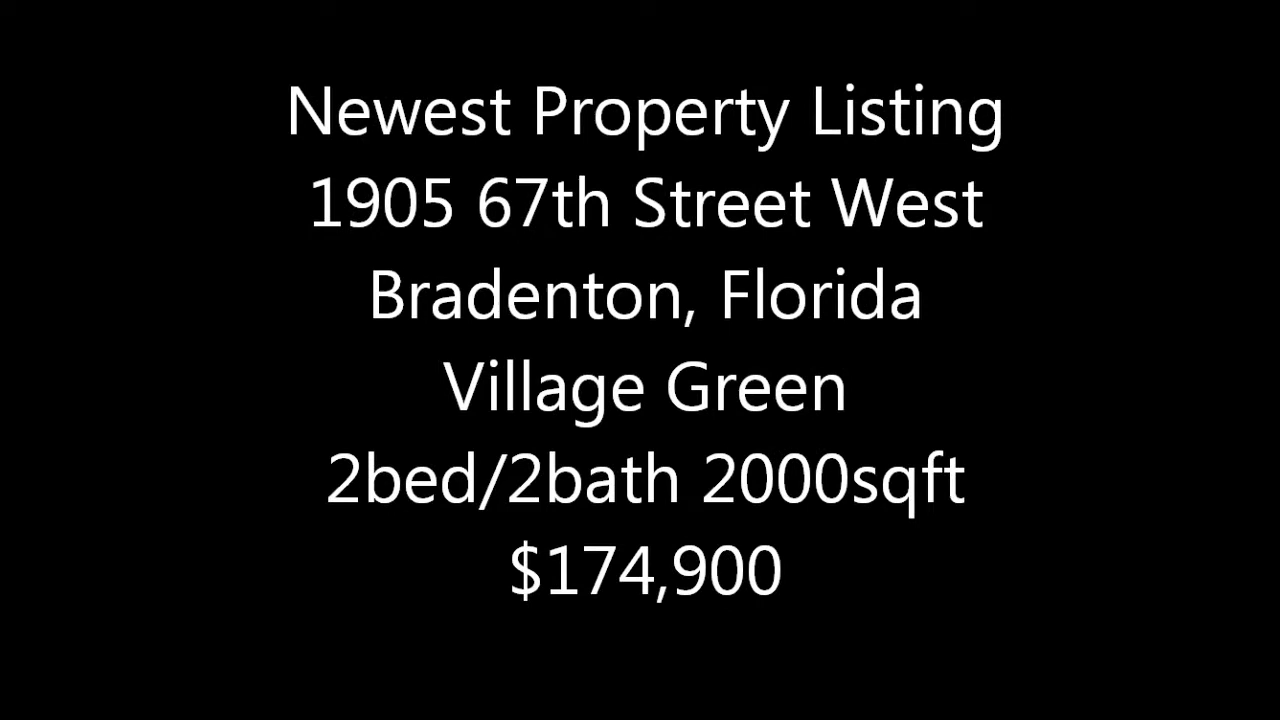 Newest Property Listing
1905 67th Street West
Bradenton, Florida
Village Green
2bed/2bath 2000sqft
$174,900